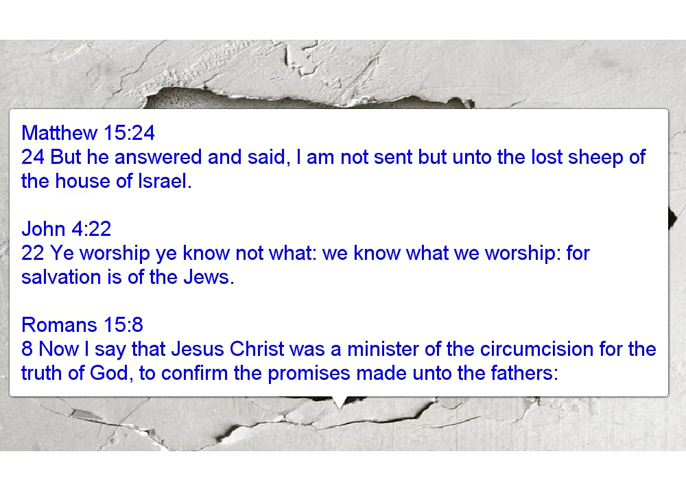 Matthew 15:24
24 But he answered and said, I am not sent but unto the lost sheep of
the house of Israel.
John 4:22
22 Ye worship ye know not what: we know what we worship: for
salvation is of the Jews.
Romans 15:8
8 Now I say that Jesus Christ was a minister of the circumcision for the
truth of God, to confirm the promises made unto the fathers: